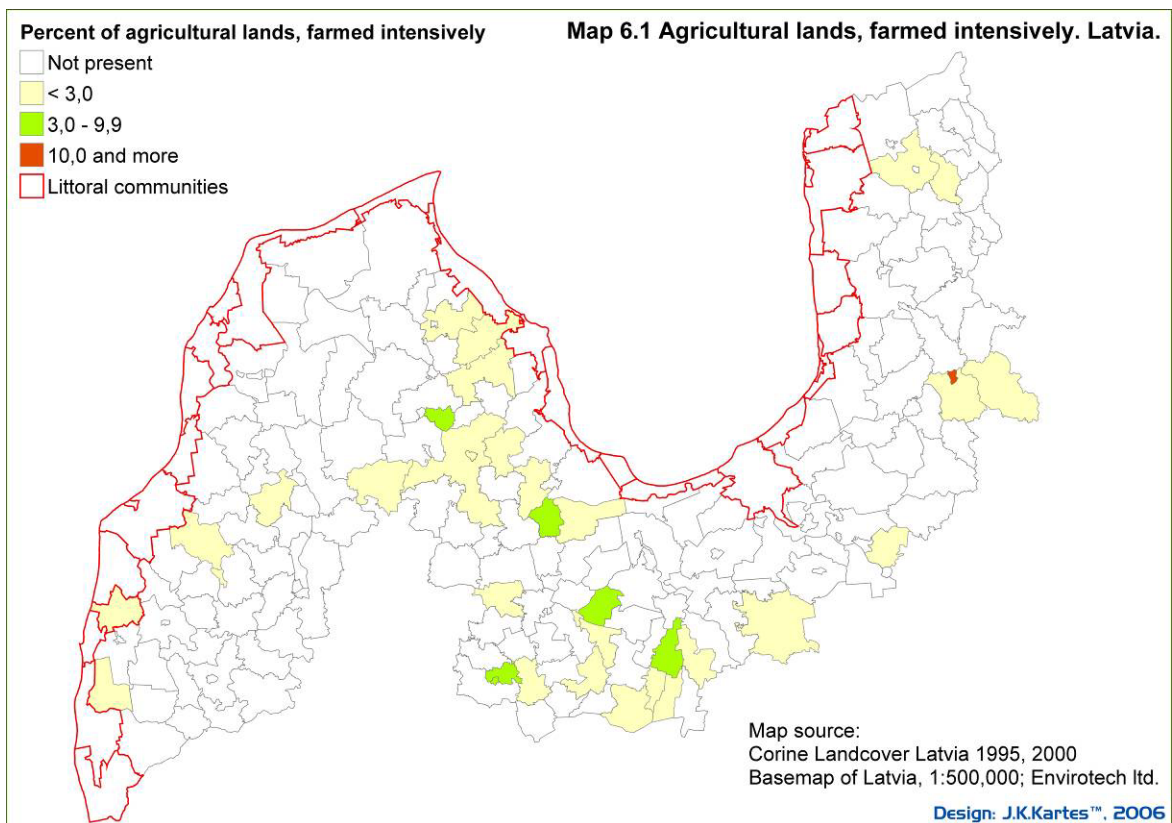 Percent of agricultural lands, farmed intensively
Not present
< 3,0
3,0 - 9,9
10,0 and more
Littoral communities
Map 6.1 Agricultural lands, farmed intensively. Latvia.
Map source:
Corine Landcover Latvia 1995, 2000
Basemap of Latvia, 1:500,000; Envirotech ltd.
Design: J.K.Kartes™, 2006